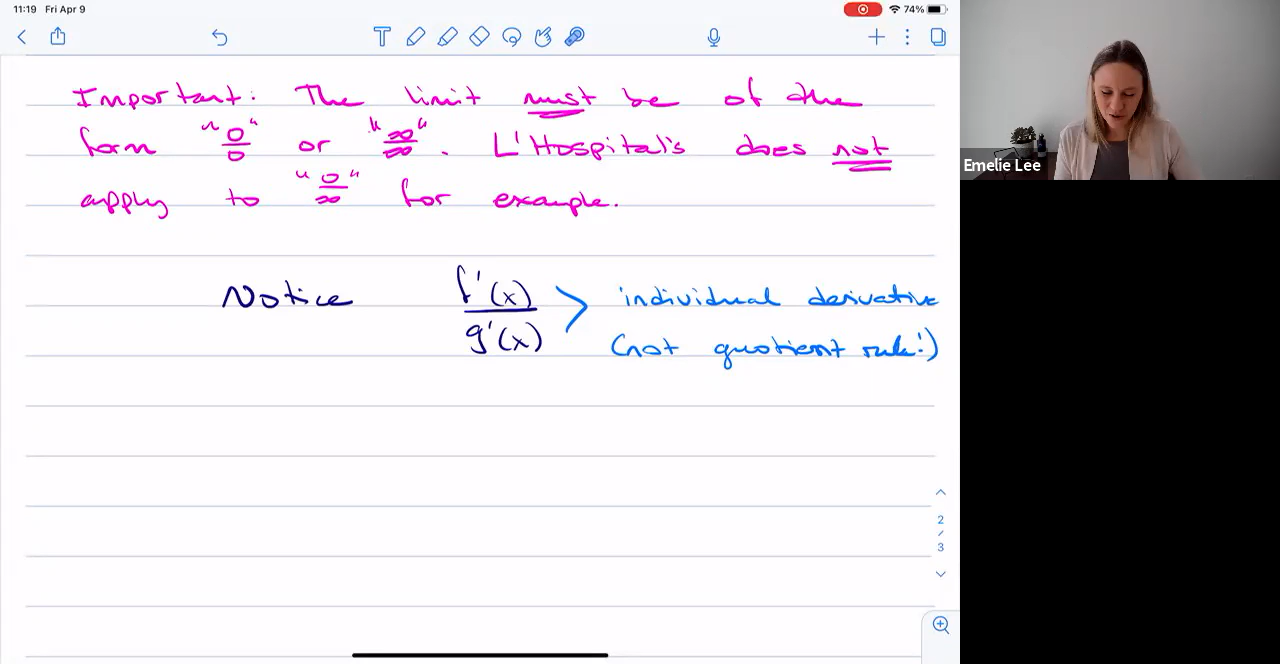 11:19 Fri Apr 9
74%
Important: The limit must be of the
form "0/0" or "∞/∞". L'Hospital's does not
apply to "0/∞" for example.
Notice f'(x)/g'(x) > individual derivative
(not quotient rule!)
2/3
Emelie Lee